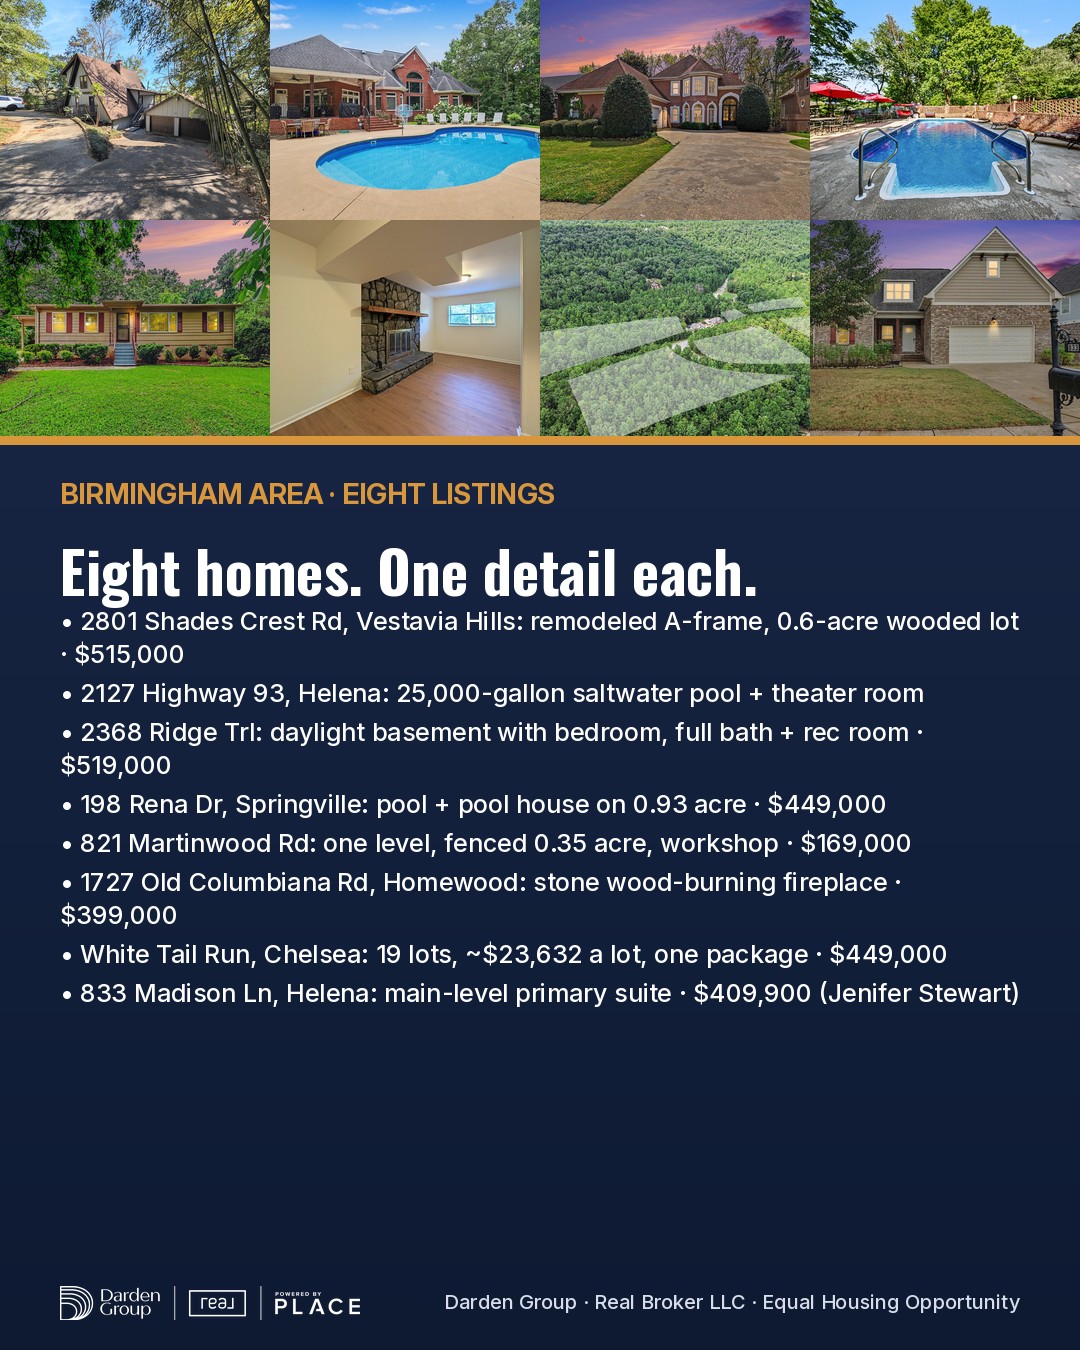 BIRMINGHAM AREA · EIGHT LISTINGS
Eight homes. One detail each.
• 2801 Shades Crest Rd, Vestavia Hills: remodeled A-frame, 0.6-acre wooded lot
· $515,000
• 2127 Highway 93, Helena: 25,000-gallon saltwater pool + theater room
• 2368 Ridge Trl: daylight basement with bedroom, full bath + rec room ·
$519,000
• 198 Rena Dr, Springville: pool + pool house on 0.93 acre · $449,000
• 821 Martinwood Rd: one level, fenced 0.35 acre, workshop · $169,000
• 1727 Old Columbiana Rd, Homewood: stone wood-burning fireplace ·
$399,000
• White Tail Run, Chelsea: 19 lots, ~$23,632 a lot, one package · $449,000
• 833 Madison Ln, Helena: main-level primary suite · $409,900 (Jenifer Stewart)
Darden
Group
real
POWERED BY
PLACE
Darden Group · Real Broker LLC · Equal Housing Opportunity